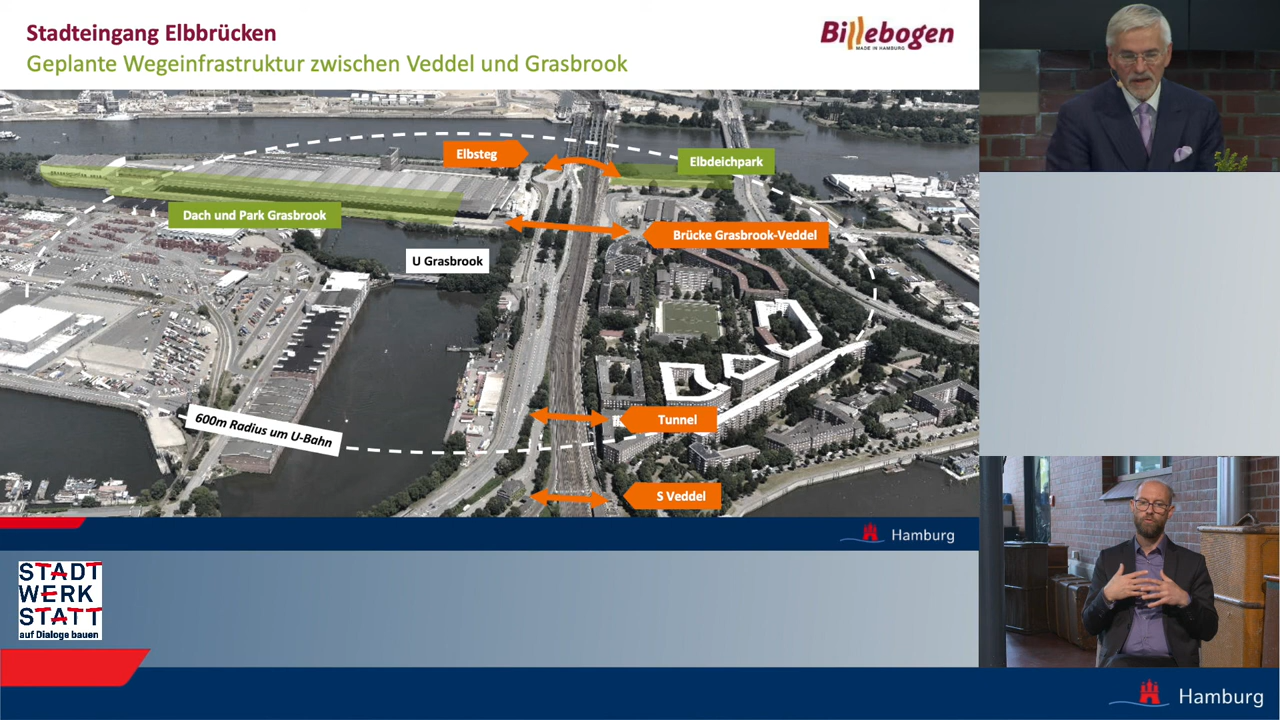 Stadteingang Elbbrücken
Geplante Wegeinfrastruktur zwischen Veddel und Grasbrook
Billebogen
MADE IN HAMBURG
Elbsteg
Elbdeichpark
Dach und Park Grasbrook
Brücke Grasbrook-Veddel
U Grasbrook
600m Radius um U-Bahn
Tunnel
S Veddel
Hamburg
STADT
WERK
STATT
auf Dialoge bauen
Hamburg